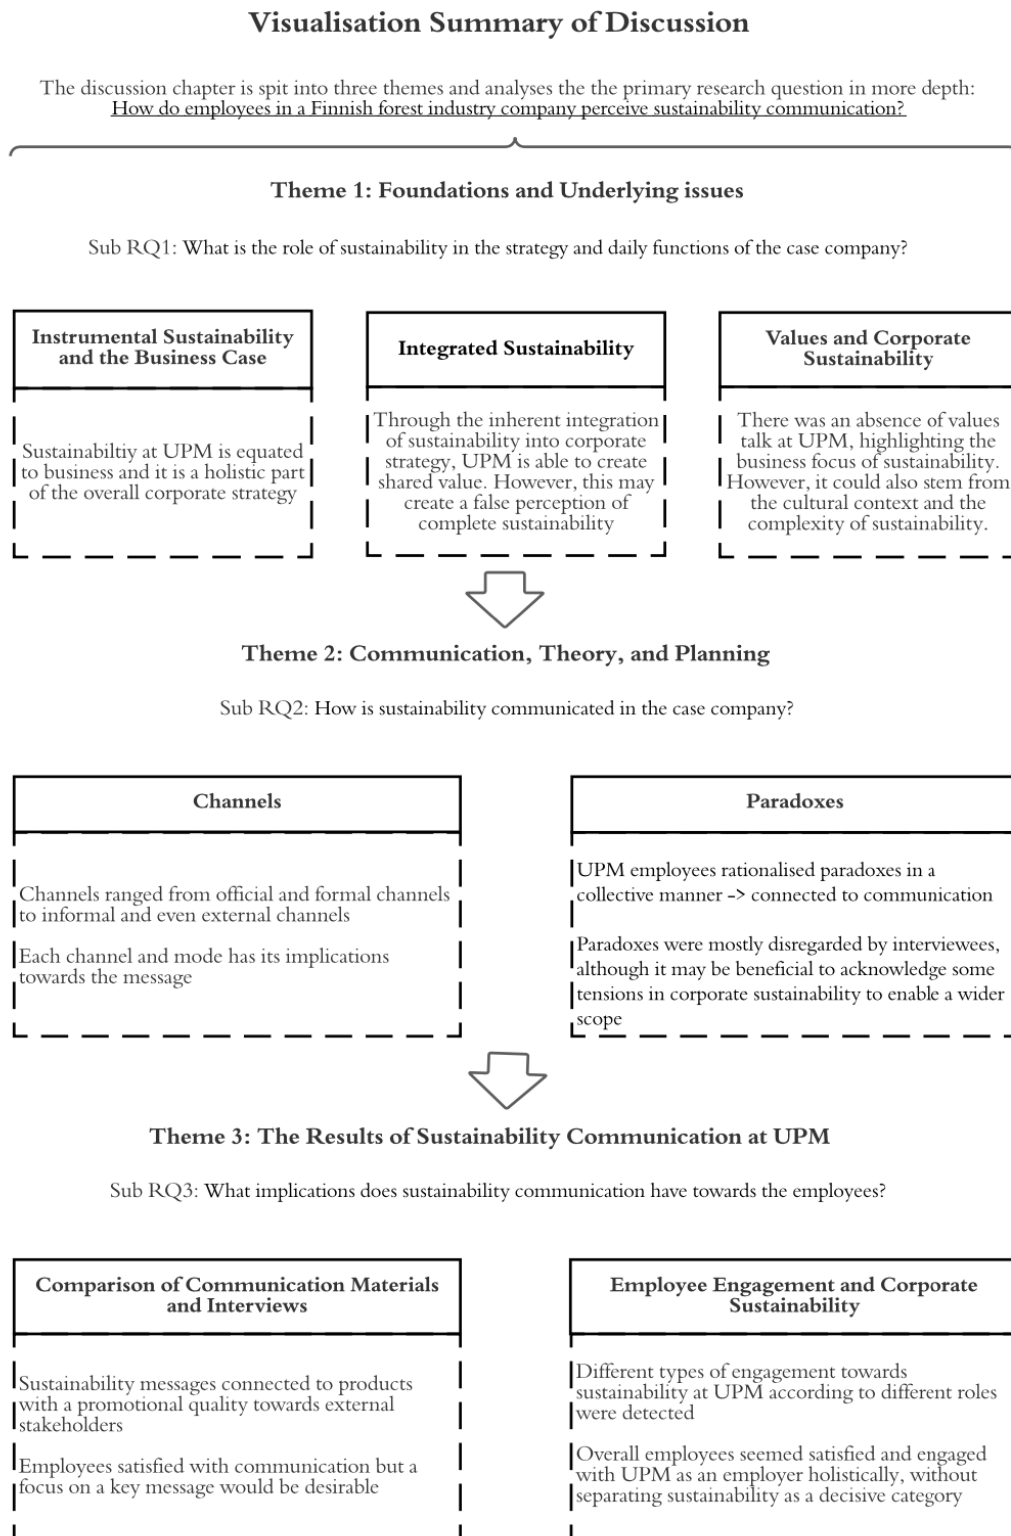 Visualisation Summary of Discussion
The discussion chapter is spit into three themes and analyses the the primary research question in more depth:
How do employees in a Finnish forest industry company perceive sustainability communication?
Theme 1: Foundations and Underlying issues
Sub RQ1: What is the role of sustainability in the strategy and daily functions of the case company?
Instrumental Sustainability
and the Business Case
Sustainabiltiy at UPM is equated
to business and it is a holistic part
of the overall corporate strategy
Integrated Sustainability
Through the inherent integration
of sustainability into corporate
strategy, UPM is able to create
shared value. However, this may
create a false perception of
complete sustainability
Values and Corporate
Sustainability
There was an absence of values
talk at UPM, highlighting the
business focus of sustainability.
However, it could also stem from
the cultural context and the
complexity of sustainability.
Theme 2: Communication, Theory, and Planning
Sub RQ2: How is sustainability communicated in the case company?
Channels
Channels ranged from official and formal channels
to informal and even external channels
Each channel and mode has its implications
towards the message
Paradoxes
UPM employees rationalised paradoxes in a
collective manner -> connected to communication
Paradoxes were mostly disregarded by interviewees,
although it may be beneficial to acknowledge some
tensions in corporate sustainability to enable a wider
scope
Theme 3: The Results of Sustainability Communication at UPM
Sub RQ3: What implications does sustainability communication have towards the employees?
Comparison of Communication Materials
and Interviews
Sustainability messages connected to products
with a promotional quality towards external
stakeholders
Employees satisfied with communication but a
focus on a key message would be desirable
Employee Engagement and Corporate
Sustainability
Different types of engagement towards
sustainability at UPM according to different roles
were detected
Overall employees seemed satisfied and engaged
with UPM as an employer holistically, without
separating sustainability as a decisive category